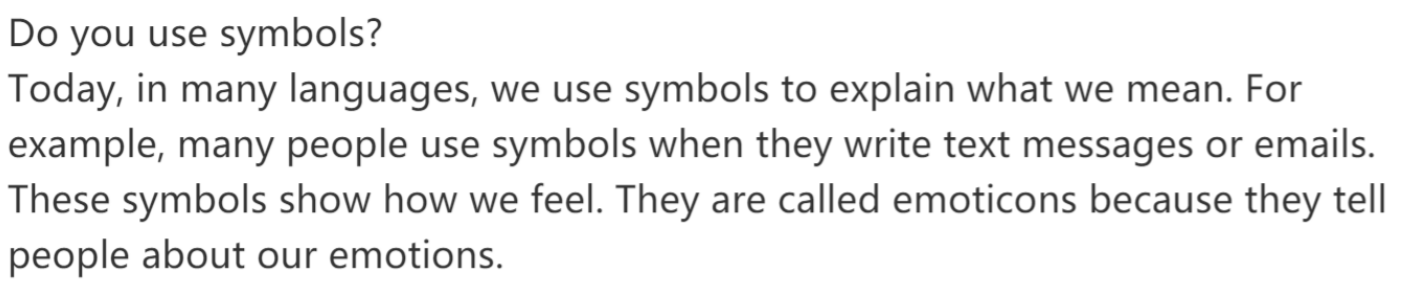 Do you use symbols?
Today, in many languages, we use symbols to explain what we mean. For
example, many people use symbols when they write text messages or emails.
These symbols show how we feel. They are called emoticons because they tell
people about our emotions.